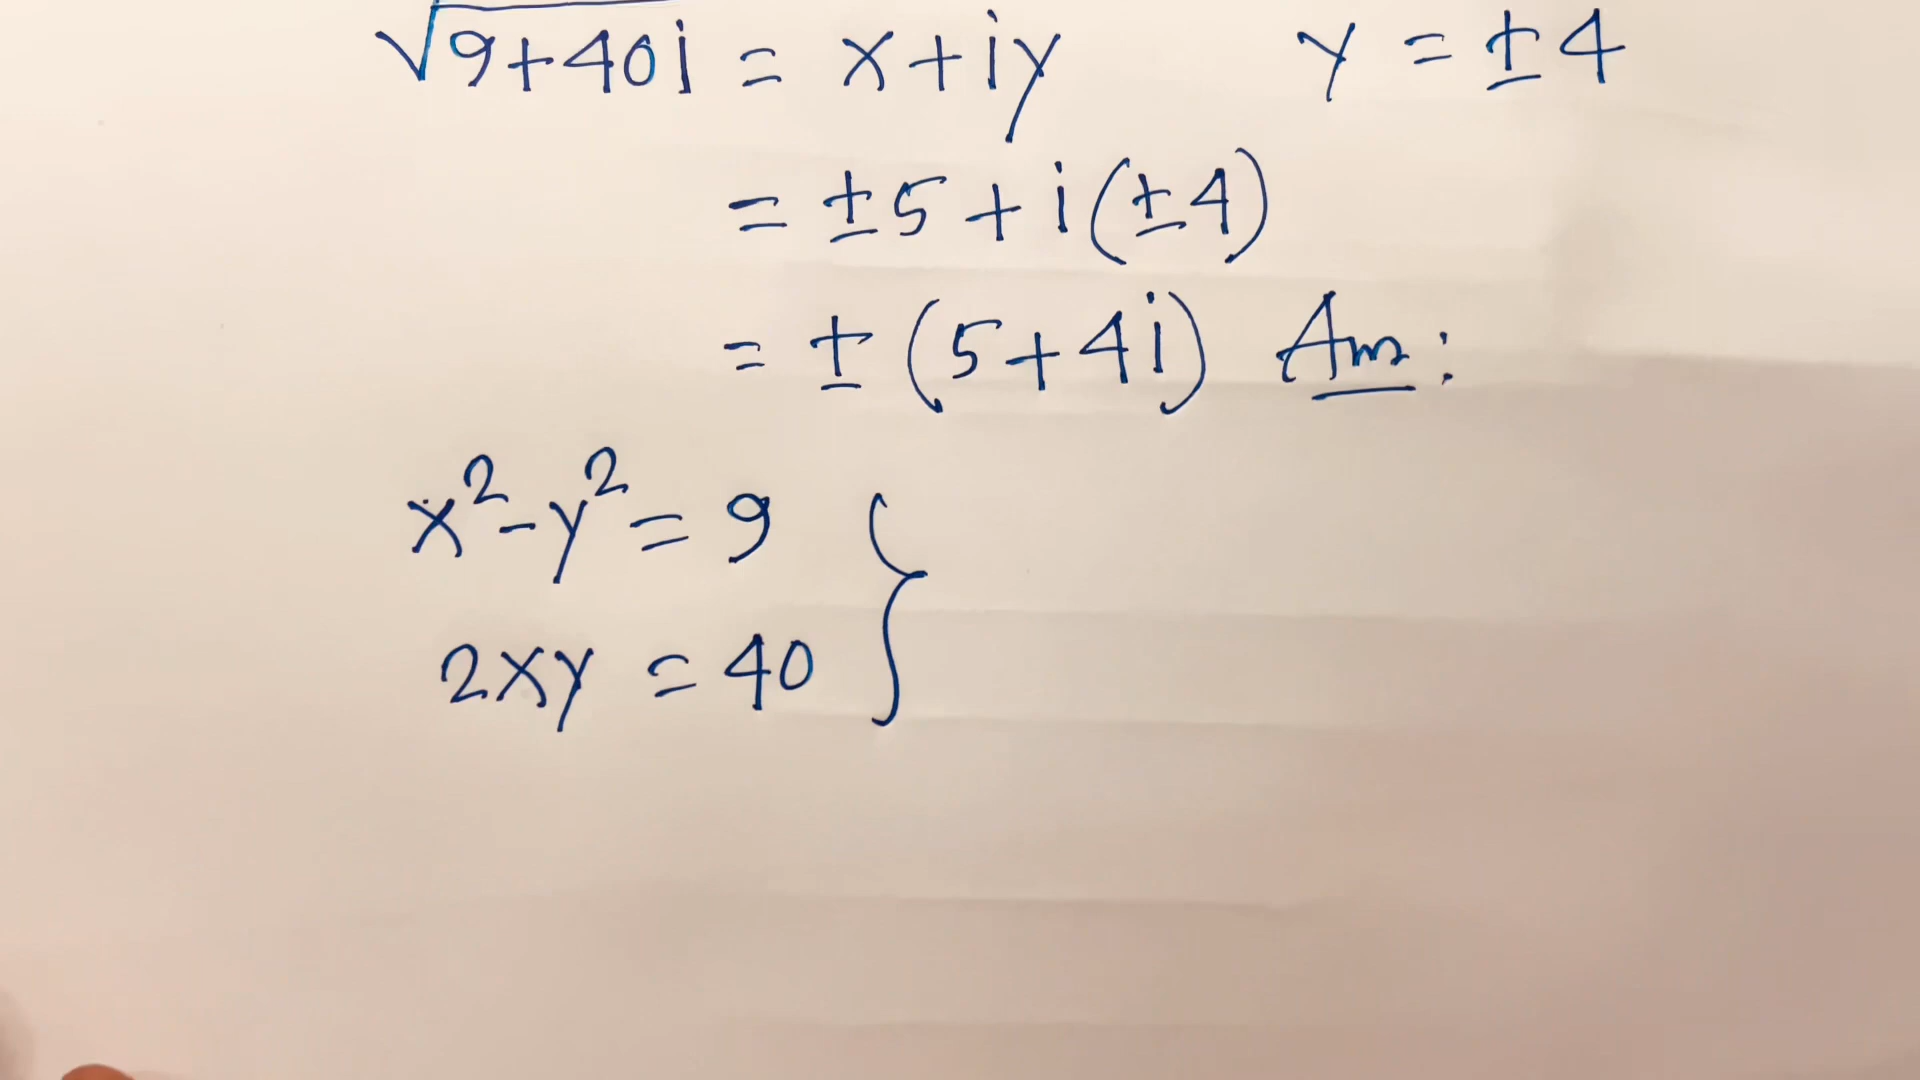 √9+40i = x+iy y = ±4
= ±5+i(±4)
= ±(5+4i) Ans:
x²-y² = 9 }
2xy = 40